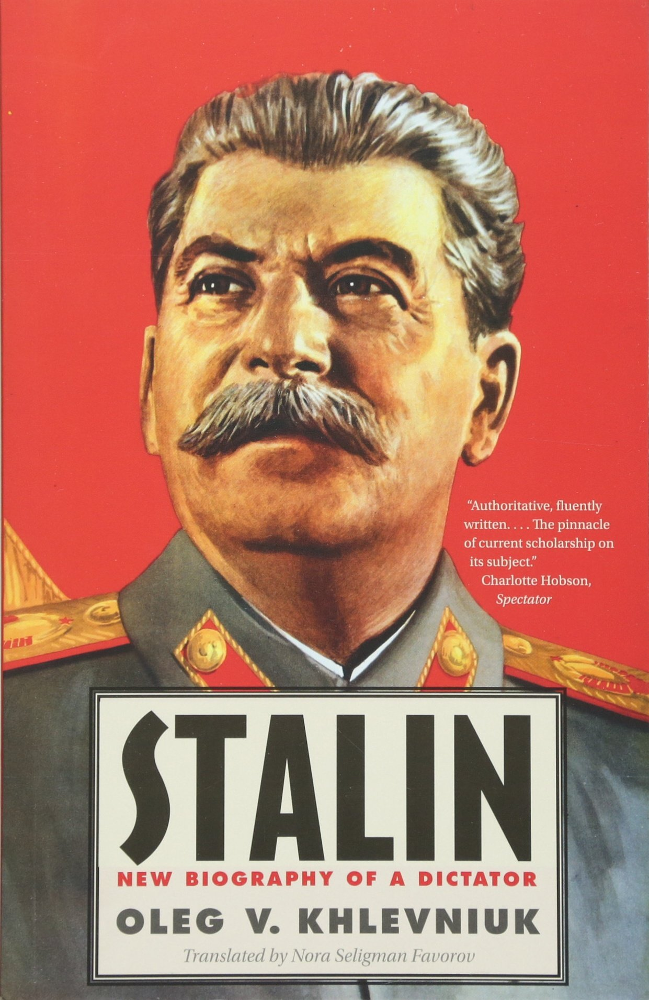 “Authoritative, fluently
written. . . . The pinnacle
of current scholarship on
its subject.”
Charlotte Hobson,
Spectator
STALIN
NEW BIOGRAPHY OF A DICTATOR
OLEG V. KHLEVNIUK
Translated by Nora Seligman Favorov